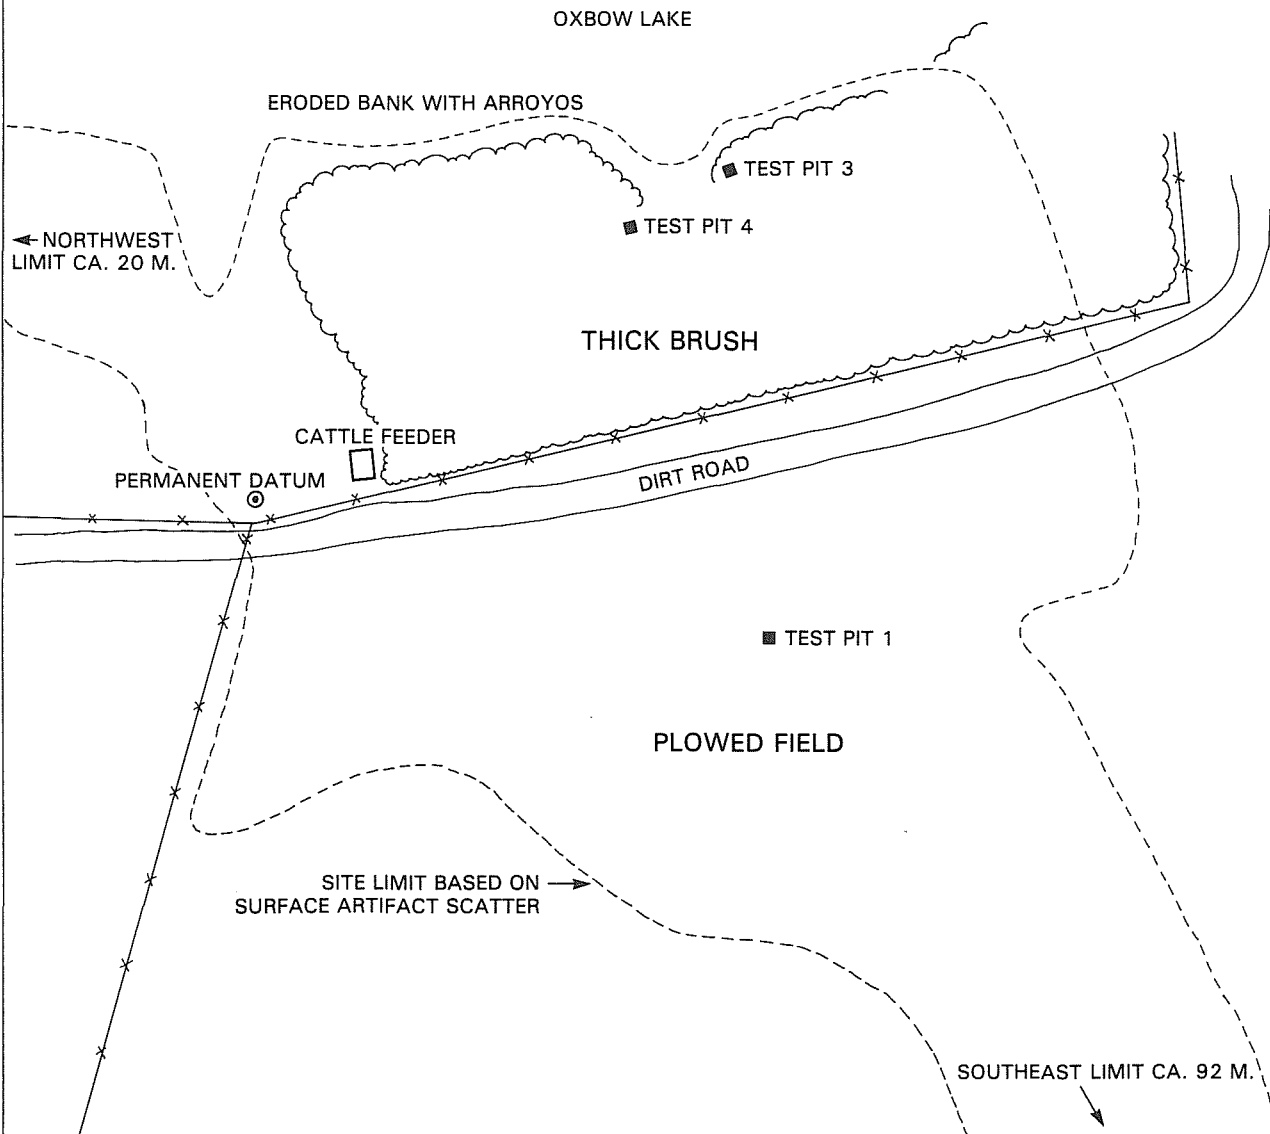 OXBOW LAKE
ERODED BANK WITH ARROYOS
TEST PIT 3
TEST PIT 4
NORTHWEST
LIMIT CA. 20 M.
THICK BRUSH
CATTLE FEEDER
PERMANENT DATUM
DIRT ROAD
TEST PIT 1
PLOWED FIELD
SITE LIMIT BASED ON
SURFACE ARTIFACT SCATTER
SOUTHEAST LIMIT CA. 92 M.